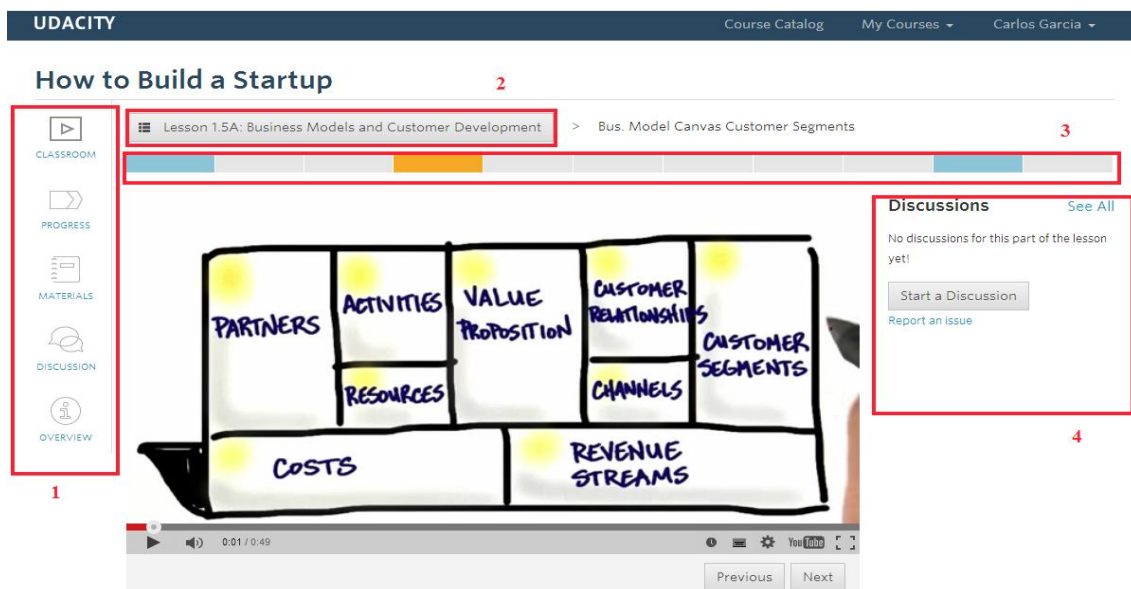 UDACITY
Course Catalog
My Courses
Carlos Garcia
How to Build a Startup
2
Lesson 1.5A: Business Models and Customer Development > Bus. Model Canvas Customer Segments
3
CLASSROOM
PROGRESS
MATERIALS
DISCUSSION
OVERVIEW
1
PARTNERS
ACTIVITIES
RESOURCES
VALUE
PROPOSITION
CUSTOMER
RELATIONSHIPS
CHANNELS
CUSTOMER
SEGMENTS
COSTS
REVENUE
STREAMS
0:01 / 0:49
YouTube
Previous
Next
Discussions
See All
No discussions for this part of the lesson
yet!
Start a Discussion
Report an issue
4